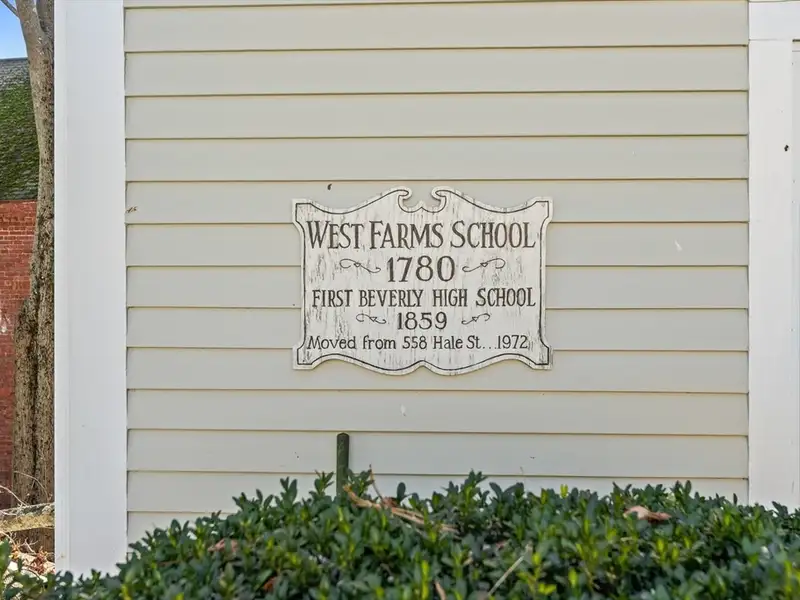 WEST FARMS SCHOOL
1780
FIRST BEVERLY HIGH SCHOOL
1859
Moved from 558 Hale St...1972